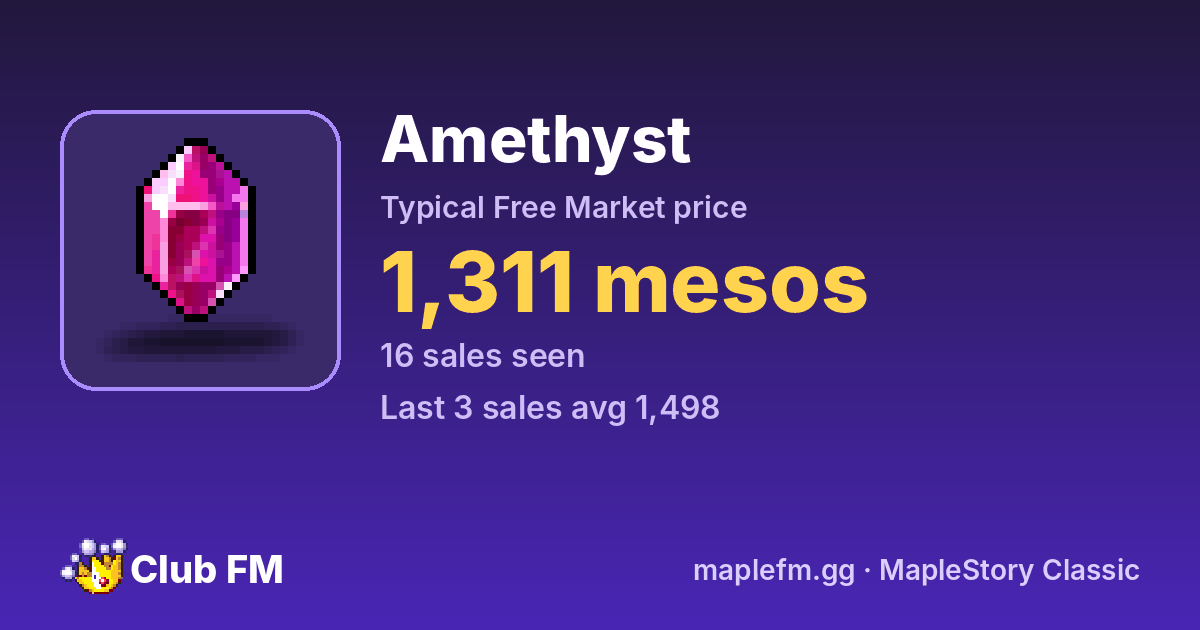 Amethyst
Typical Free Market price
1,311 mesos
16 sales seen
Last 3 sales avg 1,498
Club FM
maplefm.gg · MapleStory Classic